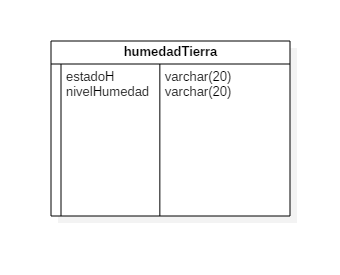 humedadTierra
estadoH varchar(20)
nivelHumedad varchar(20)